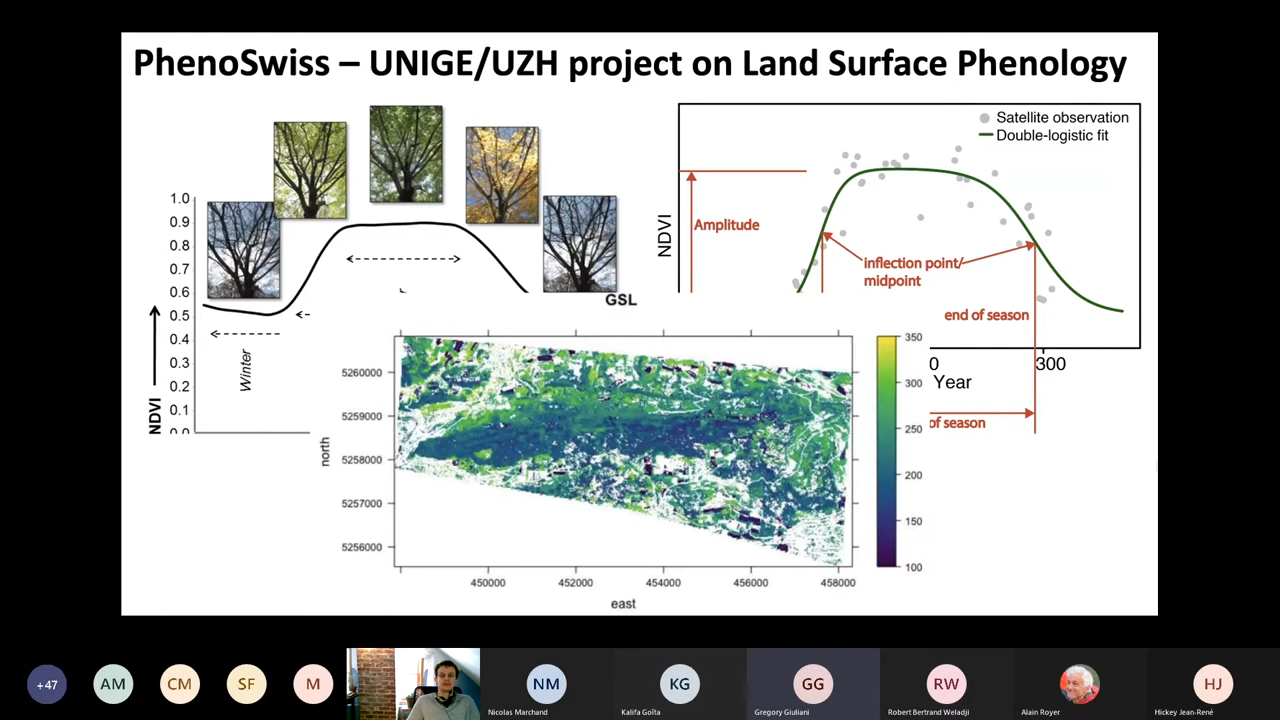 PhenoSwiss – UNIGE/UZH project on Land Surface Phenology
1.0
0.9
0.8
0.7
0.6
0.5
0.4
0.3
0.2
0.1
0.0
NDVI
Winter
Satellite observation
Double-logistic fit
NDVI
Amplitude
inflection point/
midpoint
end of season
0
300
Year
of season
GSL
5260000
5259000
5258000
5257000
5256000
north
450000
452000
454000
456000
458000
east
350
300
250
200
150
100
+47
AM
CM
SF
M
NM
Nicolas Marchand
KG
Kalifa Goïta
GG
Gregory Giuliani
RW
Robert Bertrand Weladji
Alain Royer
HJ
Hickey Jean-René